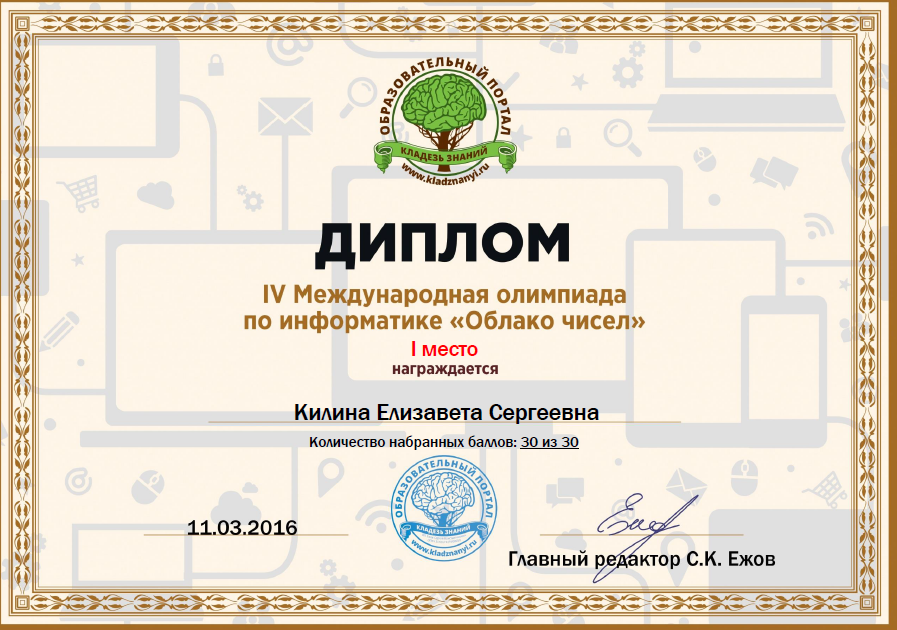 ОБРАЗОВАТЕЛЬНЫЙ ПОРТАЛ
КЛАДЕЗЬ ЗНАНИЙ
www.kladznanyi.ru
ДИПЛОМ
IV Международная олимпиада
по информатике «Облако чисел»
I место
награждается
Килина Елизавета Сергеевна
Количество набранных баллов: 30 из 30
ОБРАЗОВАТЕЛЬНЫЙ ПОРТАЛ
КЛАДЕЗЬ ЗНАНИЙ
www.kladznanyi.ru
11.03.2016
Главный редактор С.К. Ежов